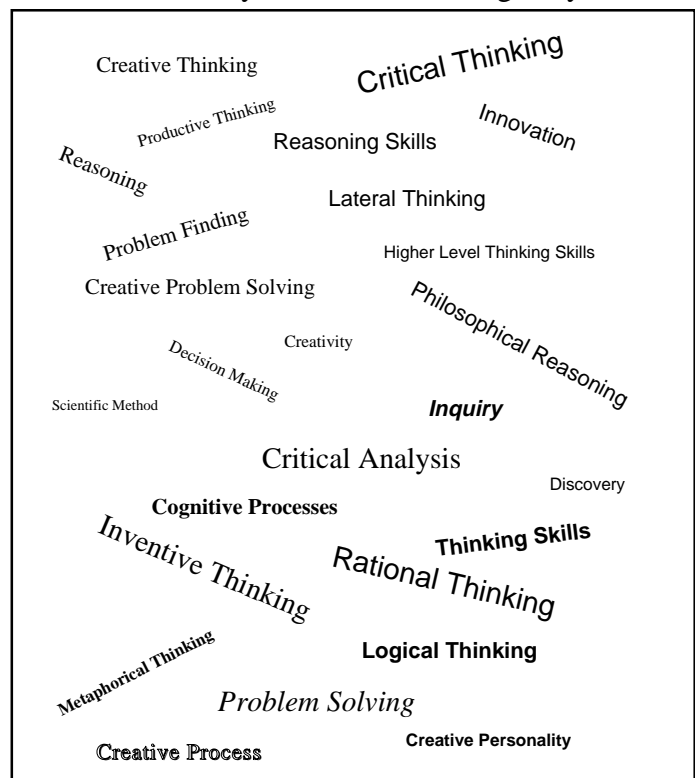 Creative Thinking
Critical Thinking
Productive Thinking
Innovation
Reasoning Skills
Reasoning
Lateral Thinking
Problem Finding
Higher Level Thinking Skills
Creative Problem Solving
Philosophical Reasoning
Creativity
Decision Making
Scientific Method
Inquiry
Critical Analysis
Discovery
Cognitive Processes
Inventive Thinking
Thinking Skills
Rational Thinking
Logical Thinking
Metaphorical Thinking
Problem Solving
Creative Process
Creative Personality